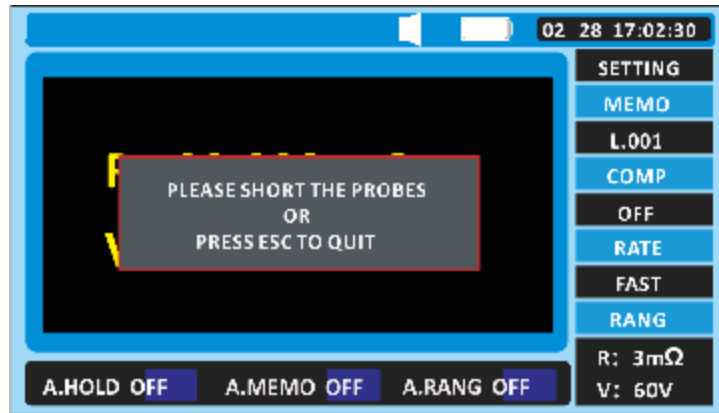 02 28 17:02:30
SETTING
MEMO
L.001
COMP
OFF
RATE
FAST
RANG
R: 3mΩ
V: 60V
PLEASE SHORT THE PROBES
OR
PRESS ESC TO QUIT
A.HOLD OFF A.MEMO OFF A.RANG OFF